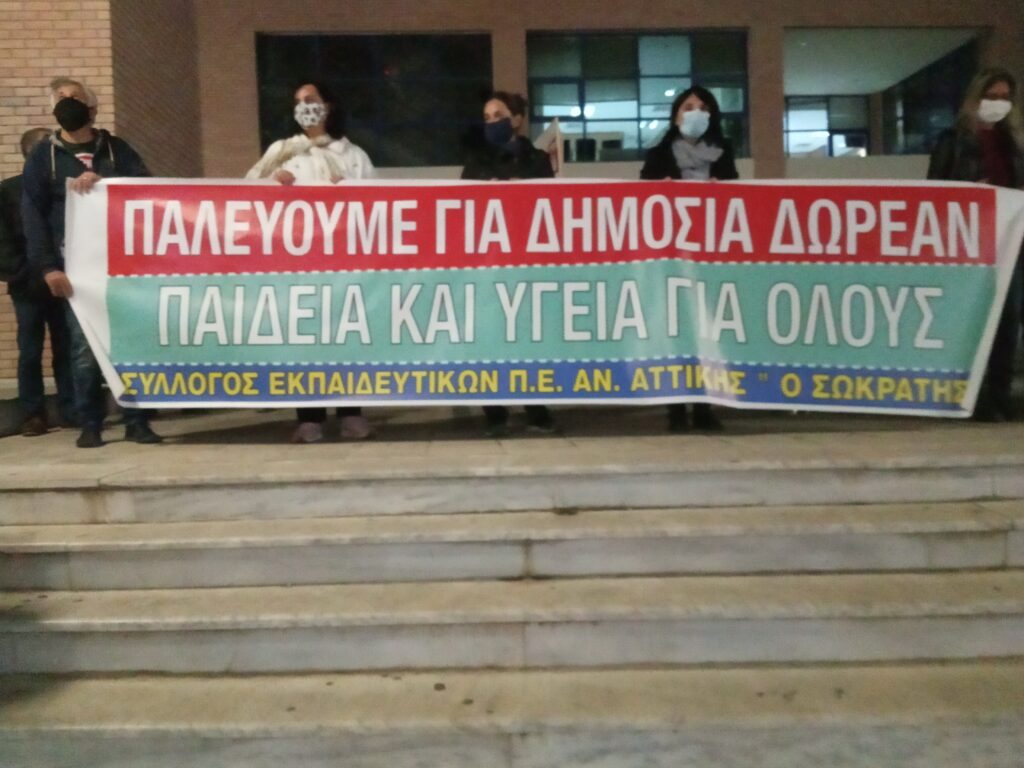 ΠΑΛΕΥΟΥΜΕ ΓΙΑ ΔΗΜΟΣΙΑ ΔΩΡΕΑΝ
ΠΑΙΔΕΙΑ ΚΑΙ ΥΓΕΙΑ ΓΙΑ ΟΛΟΥΣ
ΣΥΛΛΟΓΟΣ ΕΚΠΑΙΔΕΥΤΙΚΩΝ Π.Ε. ΑΝ. ΑΤΤΙΚΗΣ " Ο ΣΩΚΡΑΤΗΣ